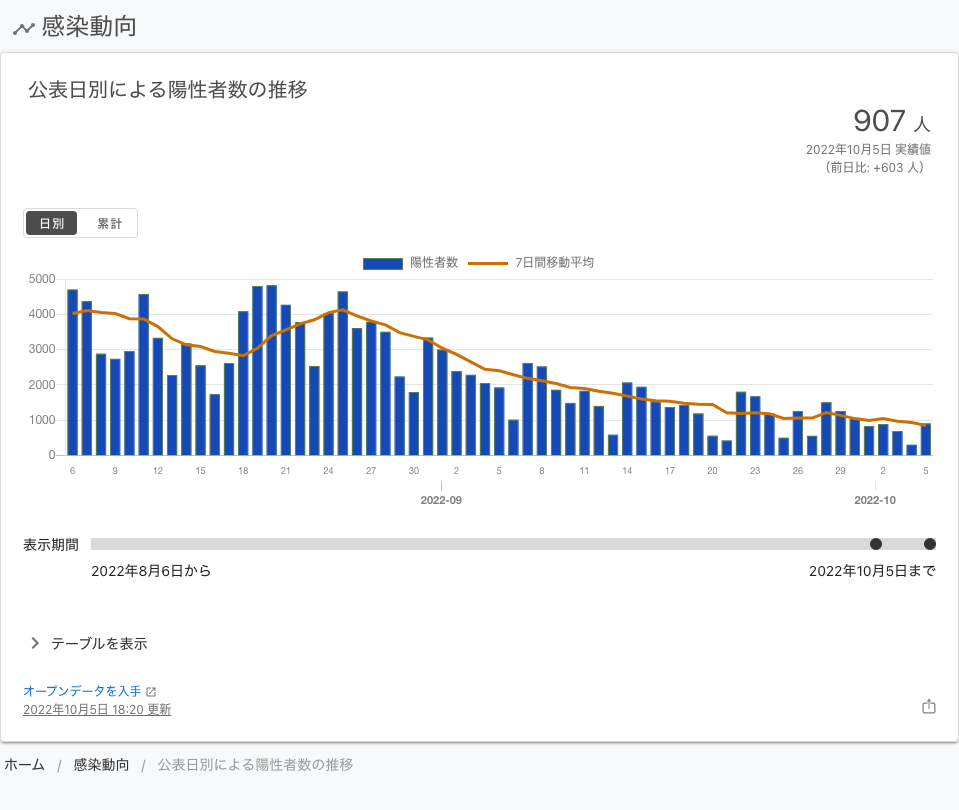 感染動向
公表日別による陽性者数の推移
907 人
2022年10月5日 実績値
（前日比: +603 人）
日別 累計
陽性者数 7日間移動平均
5000
4000
3000
2000
1000
0
6 9 12 15 18 21 24 27 30 2 5 8 11 14 17 20 23 26 29 2 5
2022-09 2022-10
表示期間
2022年8月6日から 2022年10月5日まで
テーブルを表示
オープンデータを入手
2022年10月5日 18:20 更新
ホーム / 感染動向 / 公表日別による陽性者数の推移